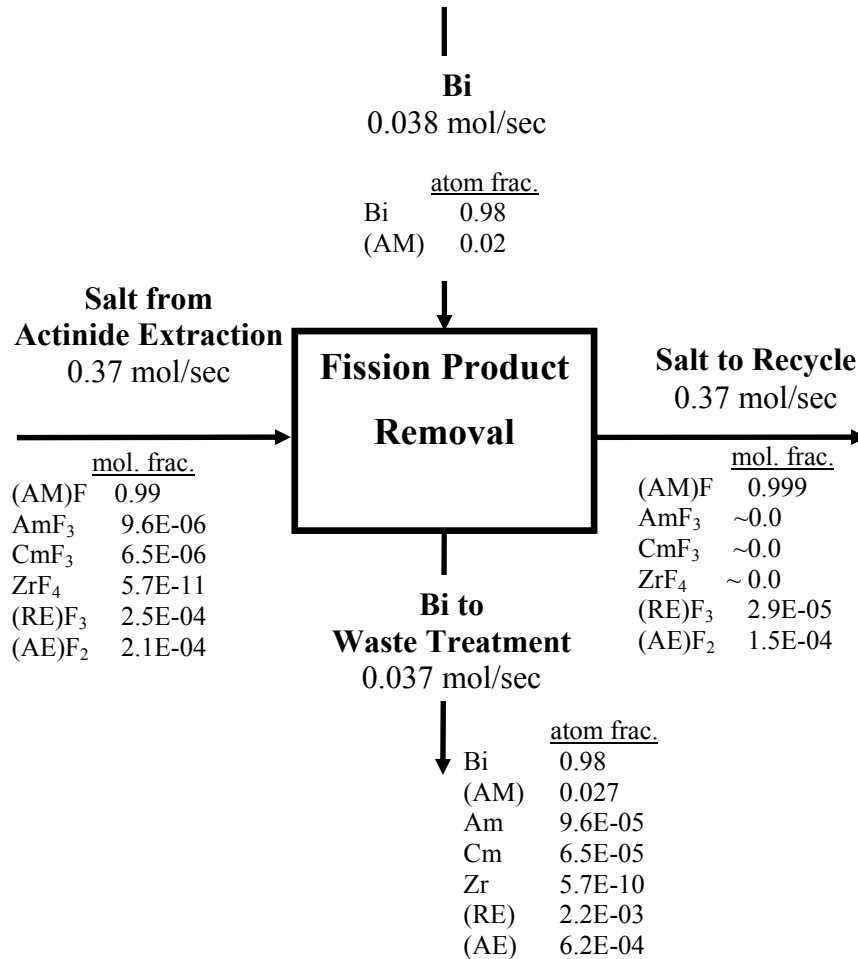 Bi
0.038 mol/sec
atom frac.
Bi 0.98
(AM) 0.02
Salt from
Actinide Extraction
0.37 mol/sec
mol. frac.
(AM)F 0.99
AmF₃ 9.6E-06
CmF₃ 6.5E-06
ZrF₄ 5.7E-11
(RE)F₃ 2.5E-04
(AE)F₂ 2.1E-04
Fission Product
Removal
Salt to Recycle
0.37 mol/sec
mol. frac.
(AM)F 0.999
AmF₃ ~0.0
CmF₃ ~0.0
ZrF₄ ~ 0.0
(RE)F₃ 2.9E-05
(AE)F₂ 1.5E-04
Bi to
Waste Treatment
0.037 mol/sec
atom frac.
Bi 0.98
(AM) 0.027
Am 9.6E-05
Cm 6.5E-05
Zr 5.7E-10
(RE) 2.2E-03
(AE) 6.2E-04